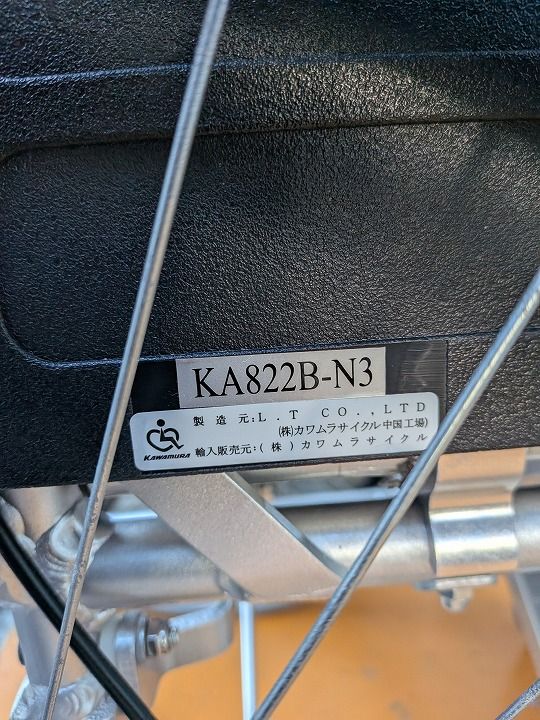 KA822B-N3
製造元:L.T CO.,LTD
(株)カワムラサイクル中国工場)
KAWAMURA
輸入販売元:(株)カワムラサイクル